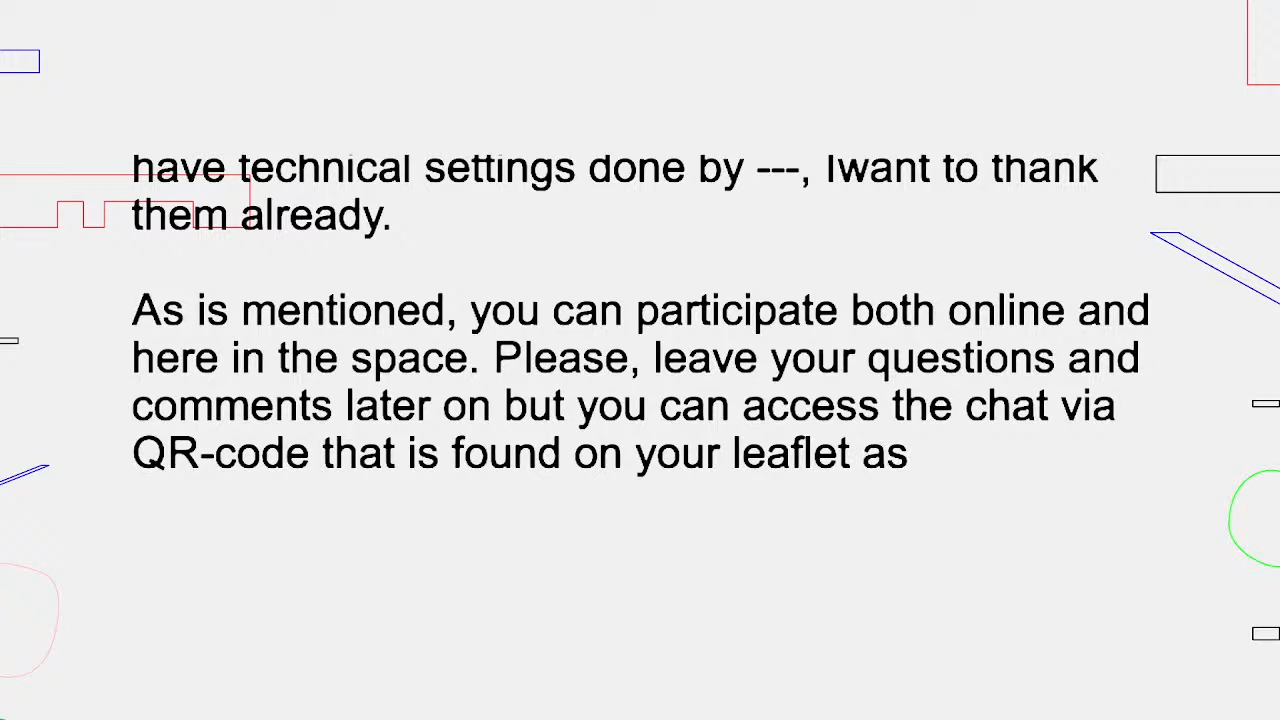 have technical settings done by ---, Iwant to thank
them already.
As is mentioned, you can participate both online and
here in the space. Please, leave your questions and
comments later on but you can access the chat via
QR-code that is found on your leaflet as